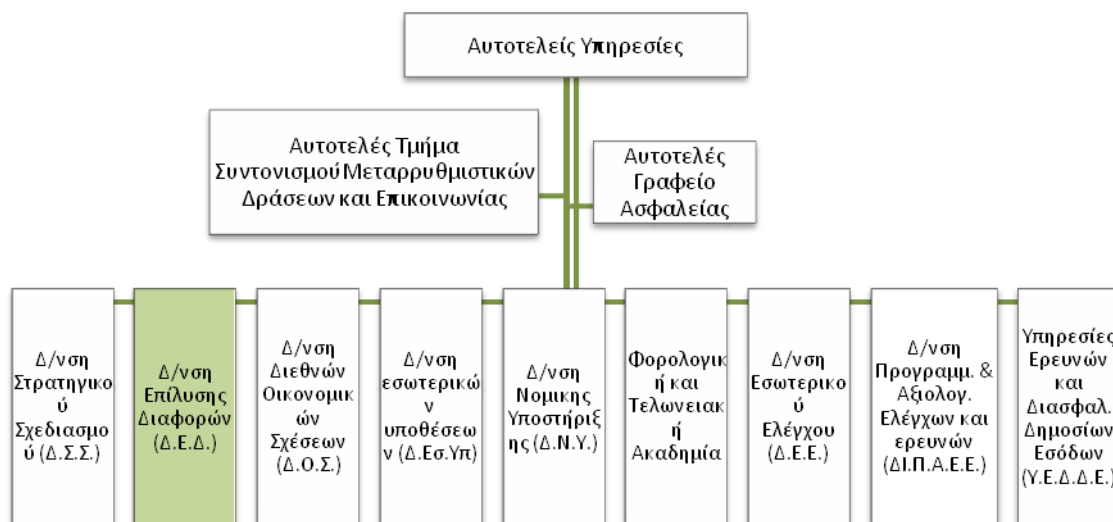 Αυτοτελείς Υπηρεσίες
Αυτοτελές Τμήμα
Συντονισμού Μεταρρυθμιστικών
Δράσεων και Επικοινωνίας
Αυτοτελές
Γραφείο
Ασφαλείας
Δ/νση
Στρατηγικο
ύ
Σχεδιασμο
ύ (Δ.Σ.Σ.)
Δ/νση
Επίλυσης
Διαφορών
(Δ.Ε.Δ.)
Δ/νση
Διεθνών
Οικονομικ
ών
Σχέσεων
(Δ.Ο.Σ.)
Δ/νση
εσωτερικώ
ν
υποθέσεω
ν (Δ.Εσ.Υπ)
Δ/νση
Νομικης
Υποστήριξ
ης (Δ.Ν.Υ.)
Φορολογικ
ή και
Τελωνειακ
ή
Ακαδημία
Δ/νση
Εσωτερικο
ύ
Ελέγχου
(Δ.Ε.Ε.)
Δ/νση
Προγραμμ. &
Αξιολογ.
Ελέγχων και
ερευνών
(ΔΙ.Π.Α.Ε.Ε.)
Υπηρεσίες
Ερευνών
και
Διασφαλ.
Δημοσίων
Εσόδων
(Υ.Ε.Δ.Δ.Ε.)